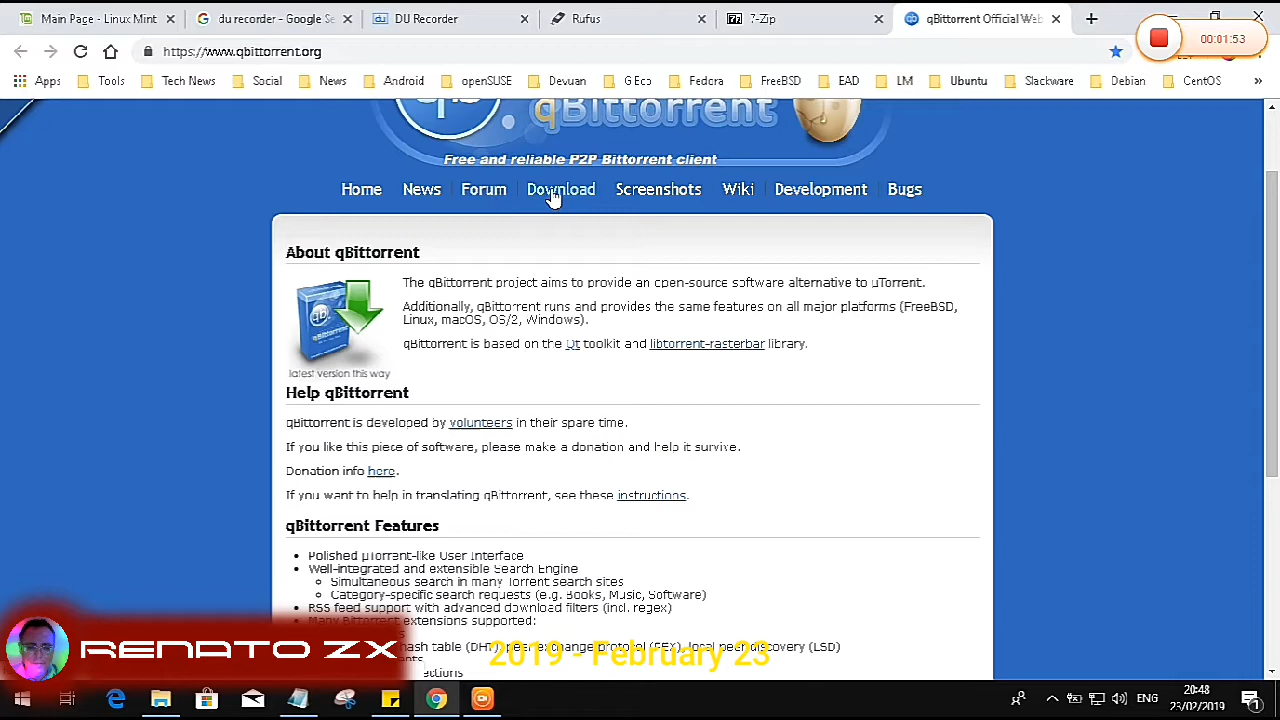 Main Page - Linux Mint
du recorder - Google Se
DU Recorder
Rufus
7-Zip
qBittorrent Official Web
https://www.qbittorrent.org
00:01:53
Apps
Tools
Tech News
Social
News
Android
openSUSE
Devuan
G Eco
Fedora
FreeBSD
EAD
LM
Ubuntu
Slackware
Debian
CentOS
»
qBittorrent
Free and reliable P2P Bittorrent client
Home
News
Forum
Download
Screenshots
Wiki
Development
Bugs
About qBittorrent
The qBittorrent project aims to provide an open-source software alternative to µTorrent.
Additionally, qBittorrent runs and provides the same features on all major platforms (FreeBSD,
Linux, macOS, OS/2, Windows).
qBittorrent is based on the Qt toolkit and libtorrent-rasterbar library.
latest version this way
Help qBittorrent
qBittorrent is developed by volunteers in their spare time.
If you like this piece of software, please make a donation and help it survive.
Donation info here.
If you want to help in translating qBittorrent, see these instructions.
qBittorrent Features
• Polished µTorrent-like User Interface
• Well-integrated and extensible Search Engine
Simultaneous search in many Torrent search sites
Category-specific search requests (e.g. Books, Music, Software)
• RSS feed support with advanced download filters (incl. regex)
• Many Bittorrent extensions supported:
hash table (DHT), peer exchange protocol (PEX), local peer discovery (LSD)
RENATO ZX
2019 - February 23
ENG
20:48
23/02/2019